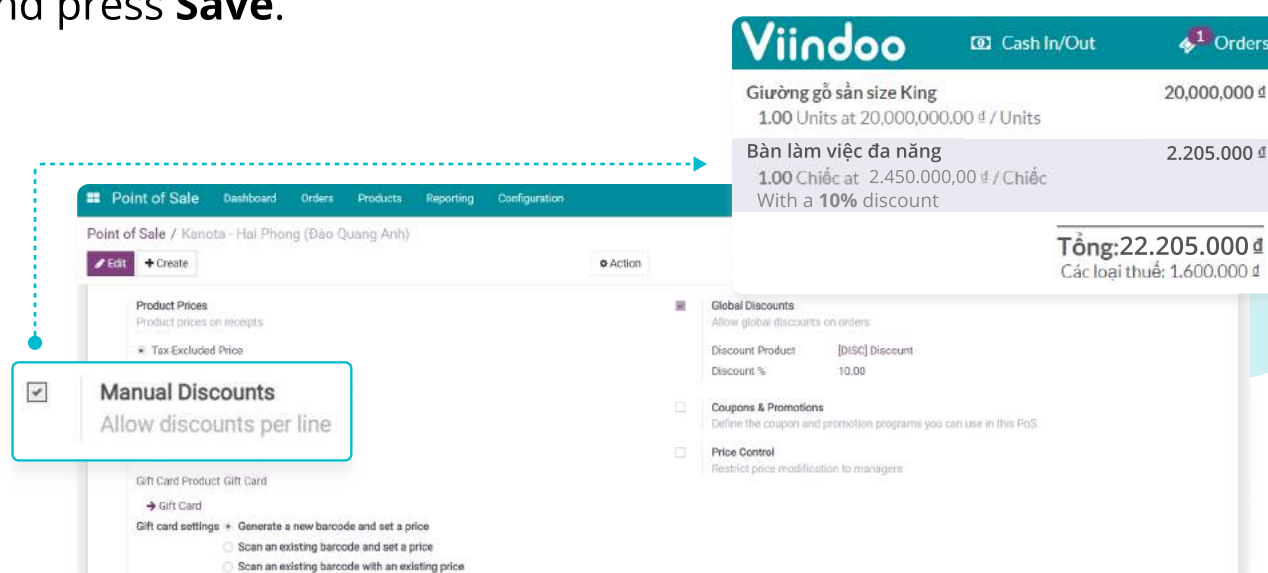 nd press Save.
Viindoo Cash In/Out 1 Orders
Giường gỗ sẳn size King 20,000,000 ₫
1.00 Units at 20,000,000.00 ₫ / Units
Bàn làm việc đa năng 2.205.000 ₫
1.00 Chiếc at 2.450.000,00 ₫ / Chiếc
With a 10% discount
Tổng:22.205.000 ₫
Các loại thuế: 1.600.000 ₫
Point of Sale Dashboard Orders Products Reporting Configuration
Point of Sale / Kanota - Hai Phong (Đào Quang Anh)
Edit + Create Action
Product Prices
Product prices on receipts
Tax-Excluded Price
Manual Discounts
Allow discounts per line
Gift Card Product Gift Card
Gift Card
Gift card settings Generate a new barcode and set a price
Scan an existing barcode and set a price
Scan an existing barcode with an existing price
Global Discounts
Allow global discounts on orders
Discount Product [DISC] Discount
Discount % 10.00
Coupons & Promotions
Define the coupon and promotion programs you can use in this PoS.
Price Control
Restrict price modification to managers